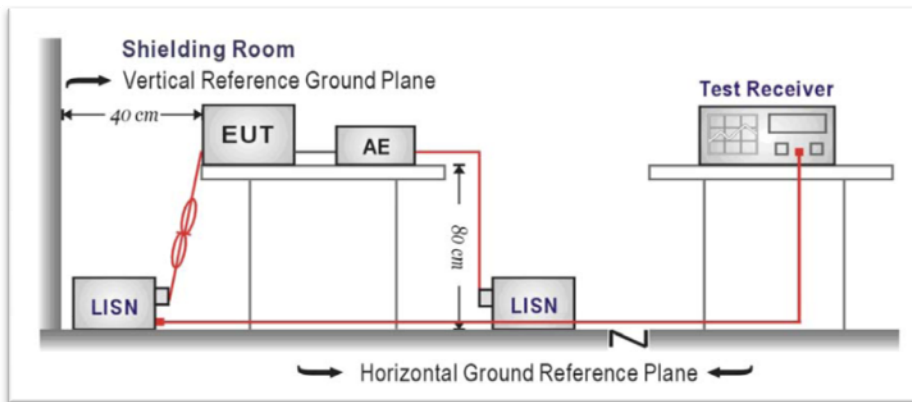 Shielding Room
Vertical Reference Ground Plane
Test Receiver
40 cm
EUT
AE
80 cm
LISN
LISN
Horizontal Ground Reference Plane